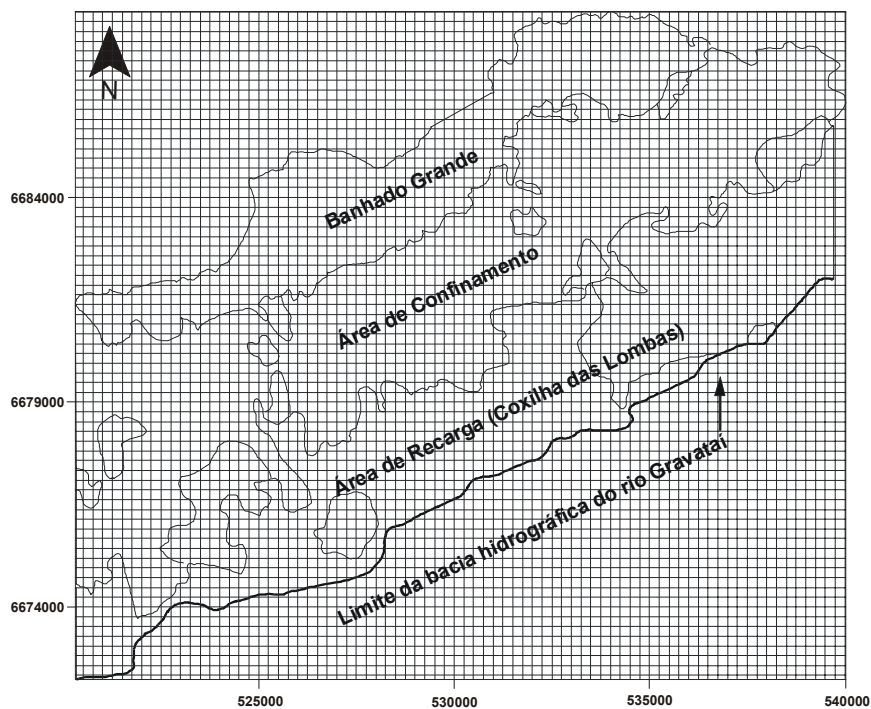 N
Banhado Grande
6684000
Área de Confinamento
Área de Recarga (Coxilha das Lombas)
6679000
Limite da bacia hidrográfica do rio Gravataí
6674000
525000
530000
535000
540000